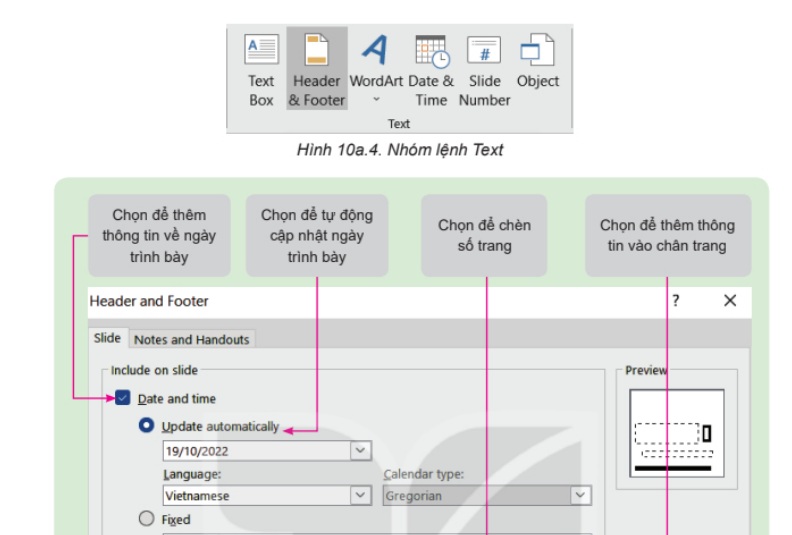 Text
Box
Header
& Footer
WordArt
Date &
Time
Slide
Number
Object
Text
Hình 10a.4. Nhóm lệnh Text
Chọn để thêm
thông tin về ngày
trình bày
Chọn để tự động
cập nhật ngày
trình bày
Chọn để chèn
số trang
Chọn để thêm thông
tin vào chân trang
Header and Footer
Slide
Notes and Handouts
Include on slide
Preview
Date and time
Update automatically
19/10/2022
Language:
Calendar type:
Vietnamese
Gregorian
Fixed